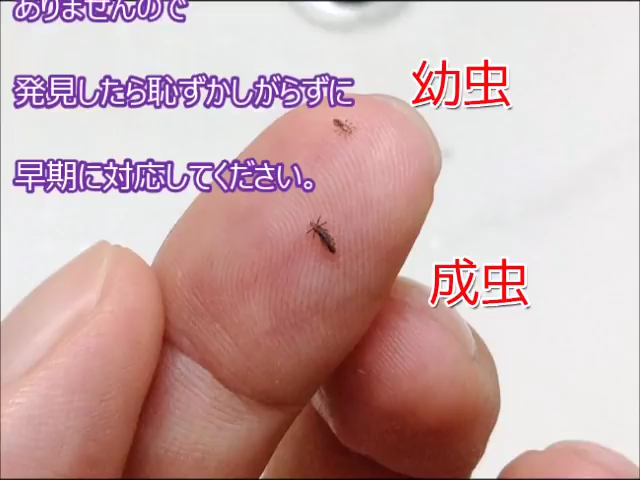 ありませんので
発見したら恥ずかしがらずに
早期に対応してください。
幼虫
成虫